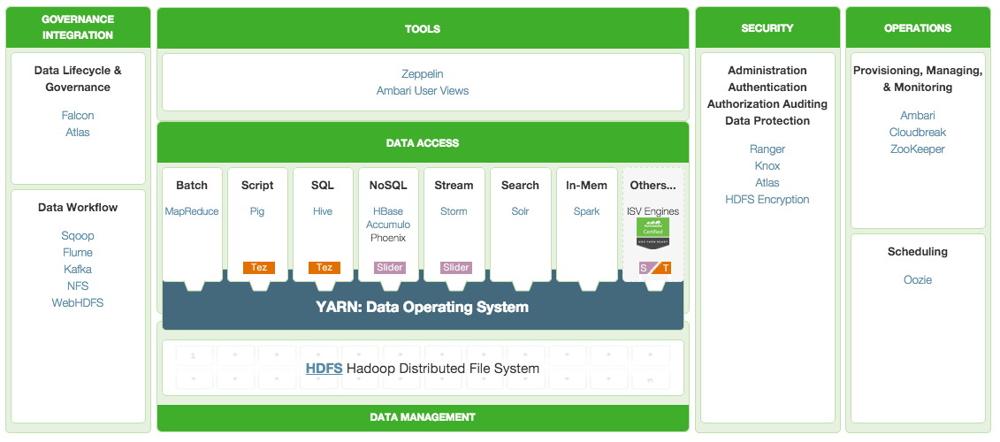 GOVERNANCE
INTEGRATION
Data Lifecycle &
Governance
Falcon
Atlas
Data Workflow
Sqoop
Flume
Kafka
NFS
WebHDFS
TOOLS
Zeppelin
Ambari User Views
DATA ACCESS
Batch
MapReduce
Script
Pig
Tez
SQL
Hive
Tez
NoSQL
HBase
Accumulo
Phoenix
Slider
Stream
Storm
Slider
Search
Solr
In-Mem
Spark
Others...
ISV Engines
Certified
S T
YARN: Data Operating System
1
HDFS Hadoop Distributed File System
n
DATA MANAGEMENT
SECURITY
Administration
Authentication
Authorization Auditing
Data Protection
Ranger
Knox
Atlas
HDFS Encryption
OPERATIONS
Provisioning, Managing,
& Monitoring
Ambari
Cloudbreak
ZooKeeper
Scheduling
Oozie